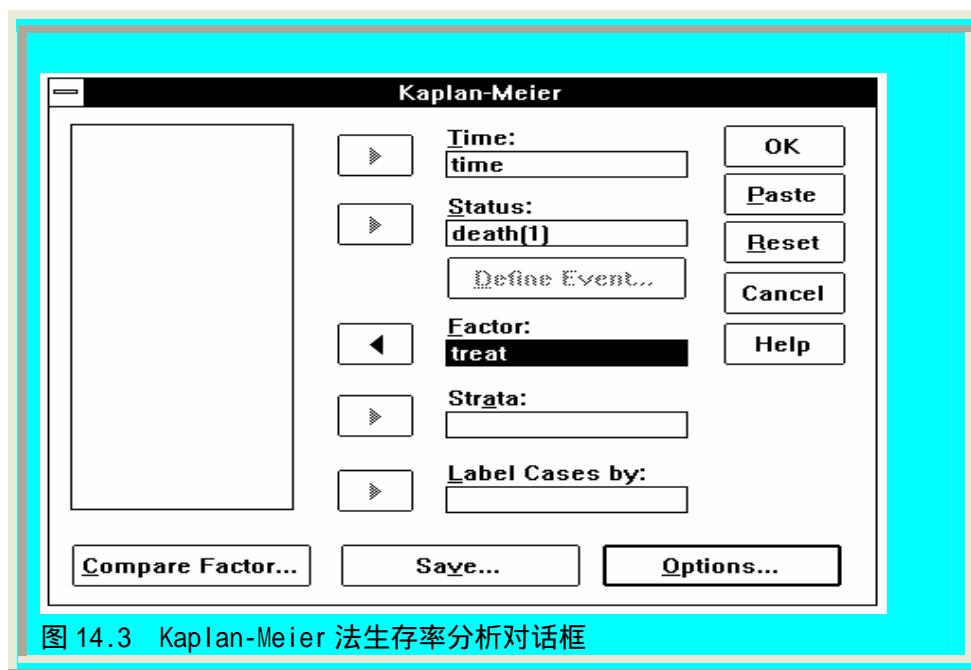 Kaplan-Meier
Time:
time
Status:
death(1)
Define Event...
Factor:
treat
Strata:
Label Cases by:
OK
Paste
Reset
Cancel
Help
Compare Factor...
Save...
Options...
图 14.3 Kaplan-Meier 法生存率分析对话框